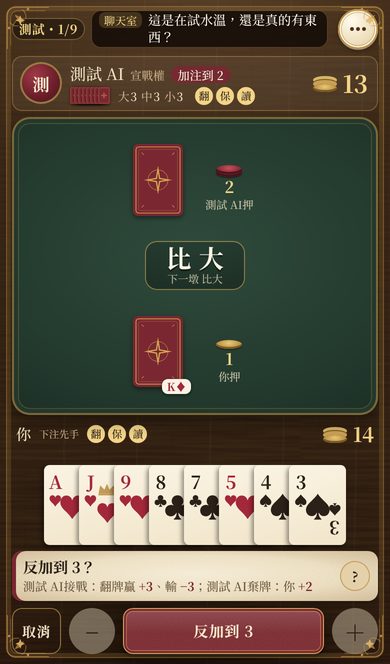 測試・1/9
聊天室 這是在試水溫，還是真的有東
西？
測
測試 AI 宣戰權 加注到 2
大3 中3 小3 翻 保 讀
13
2
測試 AI押
比大
下一墩 比大
K♦
1
你押
你 下注先手 翻 保 讀
14
A J 9 8 7 5 4 3
3
反加到 3？
測試 AI接戰：翻牌贏 +3、輸 −3；測試 AI棄牌：你 +2
?
取消 − 反加到 3 +